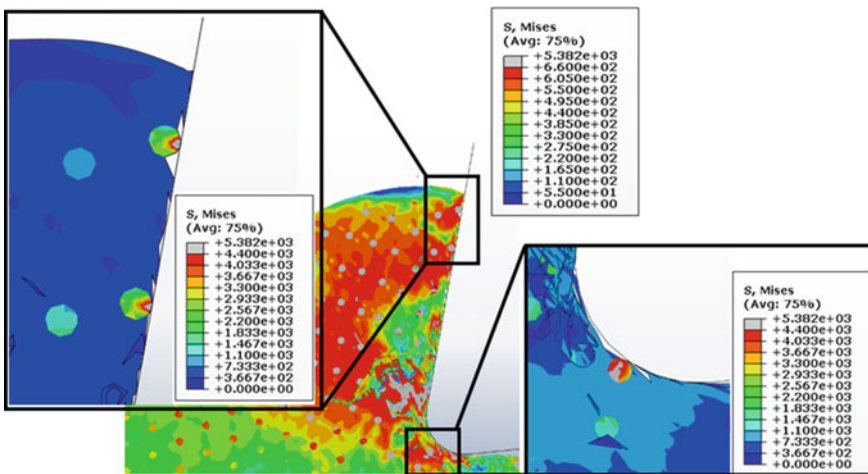 S, Mises
(Avg: 75%)
+5.382e+03
+6.600e+02
+6.050e+02
+5.500e+02
+4.950e+02
+4.400e+02
+3.850e+02
+3.300e+02
+2.750e+02
+2.200e+02
+1.650e+02
+1.100e+02
+5.500e+01
+0.000e+00
S, Mises
(Avg: 75%)
+5.382e+03
+4.400e+03
+4.033e+03
+3.667e+03
+3.300e+03
+2.933e+03
+2.567e+03
+2.200e+03
+1.833e+03
+1.467e+03
+1.100e+03
+7.333e+02
+3.667e+02
+0.000e+00
S, Mises
(Avg: 75%)
+5.382e+03
+4.400e+03
+4.033e+03
+3.667e+03
+3.300e+03
+2.933e+03
+2.567e+03
+2.200e+03
+1.833e+03
+1.467e+03
+1.100e+03
+7.333e+02
+3.667e+02
+0.000e+00